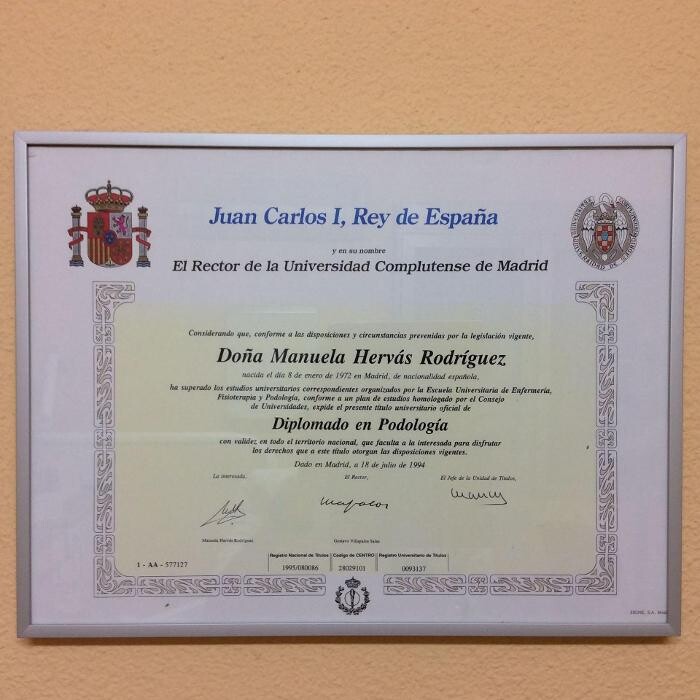 Juan Carlos I, Rey de España
y en su nombre
El Rector de la Universidad Complutense de Madrid
Considerando que, conforme a las disposiciones y circunstancias prevenidas por la legislación vigente,
Doña Manuela Hervás Rodríguez
nacida el día 8 de enero de 1972 en Madrid, de nacionalidad española,
ha superado los estudios universitarios correspondientes organizados por la Escuela Universitaria de Enfermería,
Fisioterapia y Podología, conforme a un plan de estudios homologado por el Consejo
de Universidades, expide el presente título universitario oficial de
Diplomado en Podología
con validez en todo el territorio nacional, que faculta a la interesada para disfrutar
los derechos que a este título otorgan las disposiciones vigentes.
Dado en Madrid, a 18 de julio de 1994
La interesada, El Rector, El Jefe de la Unidad de Títulos,
Manuela Hervás Rodríguez Gustavo Villapalos Salas
Registro Nacional de Títulos Código de CENTRO Registro Universitario de Títulos
1 - AA - 577127 1995/080086 28029101 0093137